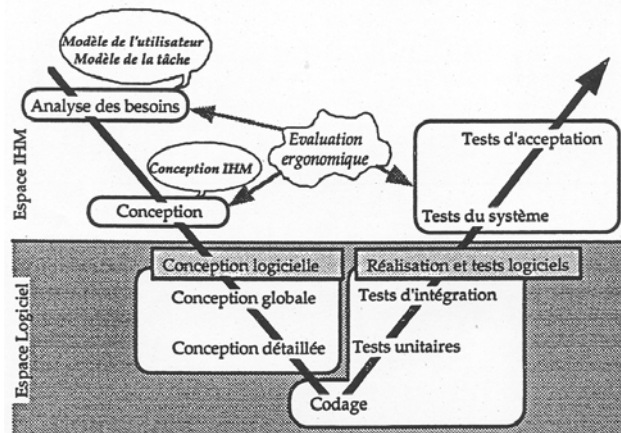 Modèle de l'utilisateur
Modèle de la tâche
Analyse des besoins
Evaluation
ergonomique
Tests d'acceptation
Conception IHM
Conception
Tests du système
Espace IHM
Conception logicielle
Réalisation et tests logiciels
Conception globale
Tests d'intégration
Conception détaillée
Tests unitaires
Codage
Espace Logiciel